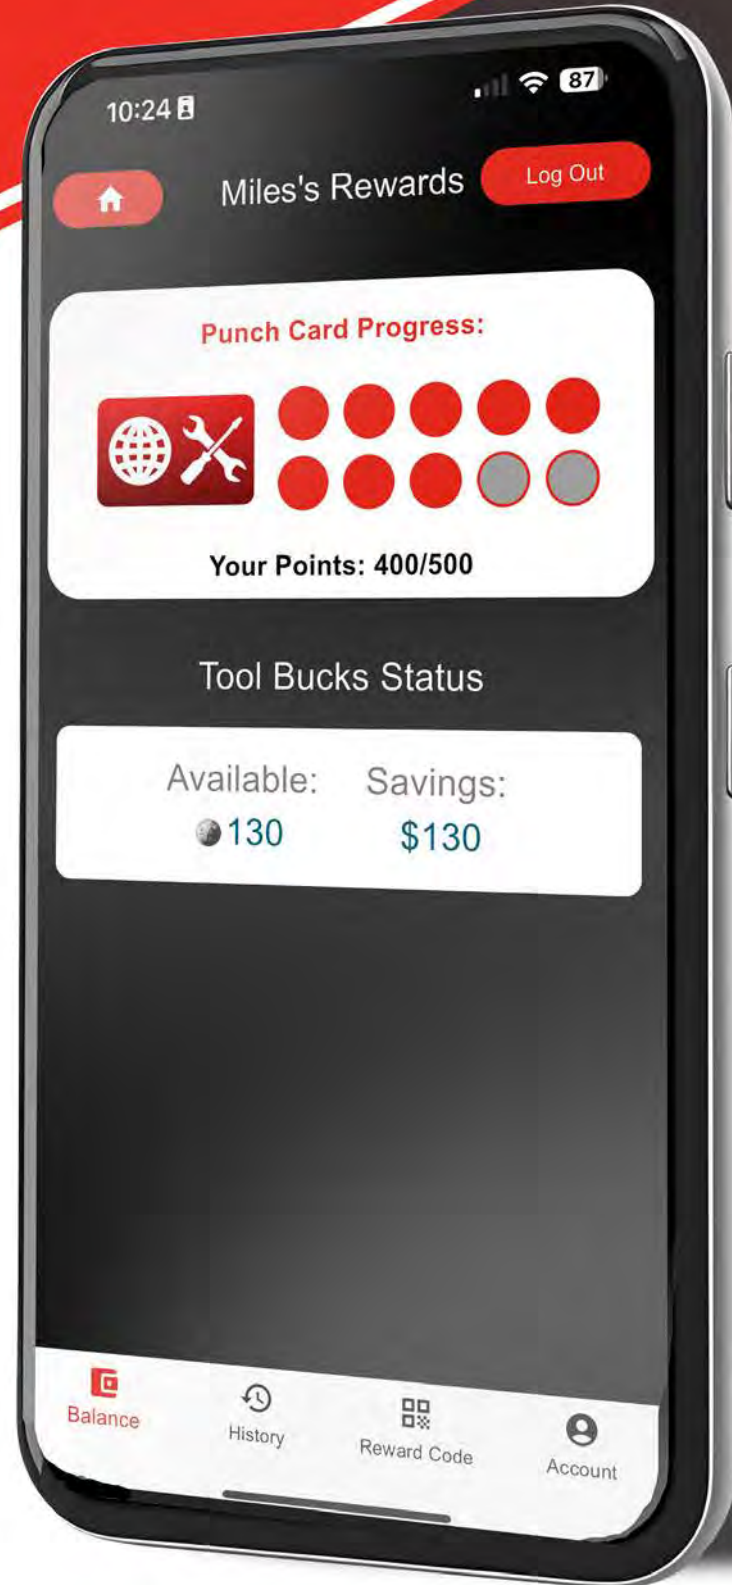 10:24
87
Miles's Rewards
Log Out
Punch Card Progress:
Your Points: 400/500
Tool Bucks Status
Available: Savings:
130 $130
Balance
History
Reward Code
Account